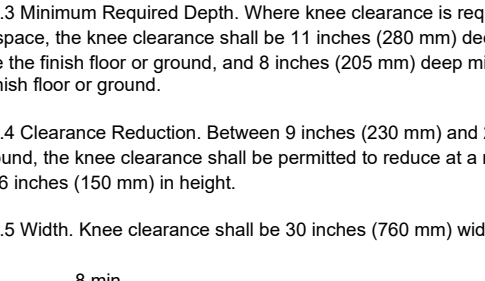 .3 Minimum Required Depth. Where knee clearance is req
space, the knee clearance shall be 11 inches (280 mm) de
the finish floor or ground, and 8 inches (205 mm) deep mi
nish floor or ground.
.4 Clearance Reduction. Between 9 inches (230 mm) and
und, the knee clearance shall be permitted to reduce at a
6 inches (150 mm) in height.
.5 Width. Knee clearance shall be 30 inches (760 mm) wid
8 min